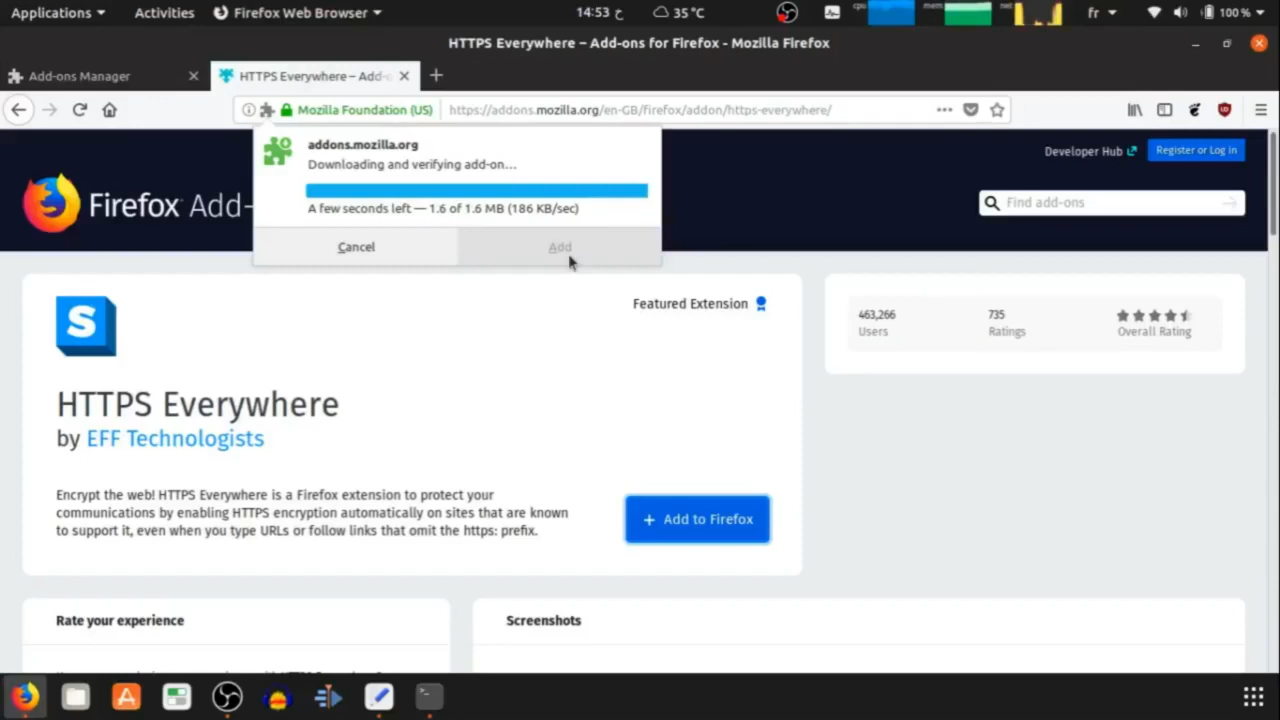 Applications Activities Firefox Web Browser 14:53 خ 35 °C cpu mem net fr 100 %
HTTPS Everywhere – Add-ons for Firefox - Mozilla Firefox
Add-ons Manager HTTPS Everywhere – Add-o
Mozilla Foundation (US) https://addons.mozilla.org/en-GB/firefox/addon/https-everywhere/
addons.mozilla.org
Downloading and verifying add-on...
A few seconds left — 1.6 of 1.6 MB (186 KB/sec)
Cancel Add
Developer Hub Register or Log in
Firefox Add-
Find add-ons
S
Featured Extension
HTTPS Everywhere
by EFF Technologists
Encrypt the web! HTTPS Everywhere is a Firefox extension to protect your
communications by enabling HTTPS encryption automatically on sites that are known
to support it, even when you type URLs or follow links that omit the https: prefix.
+ Add to Firefox
463,266 735
Users Ratings Overall Rating
Rate your experience
Screenshots